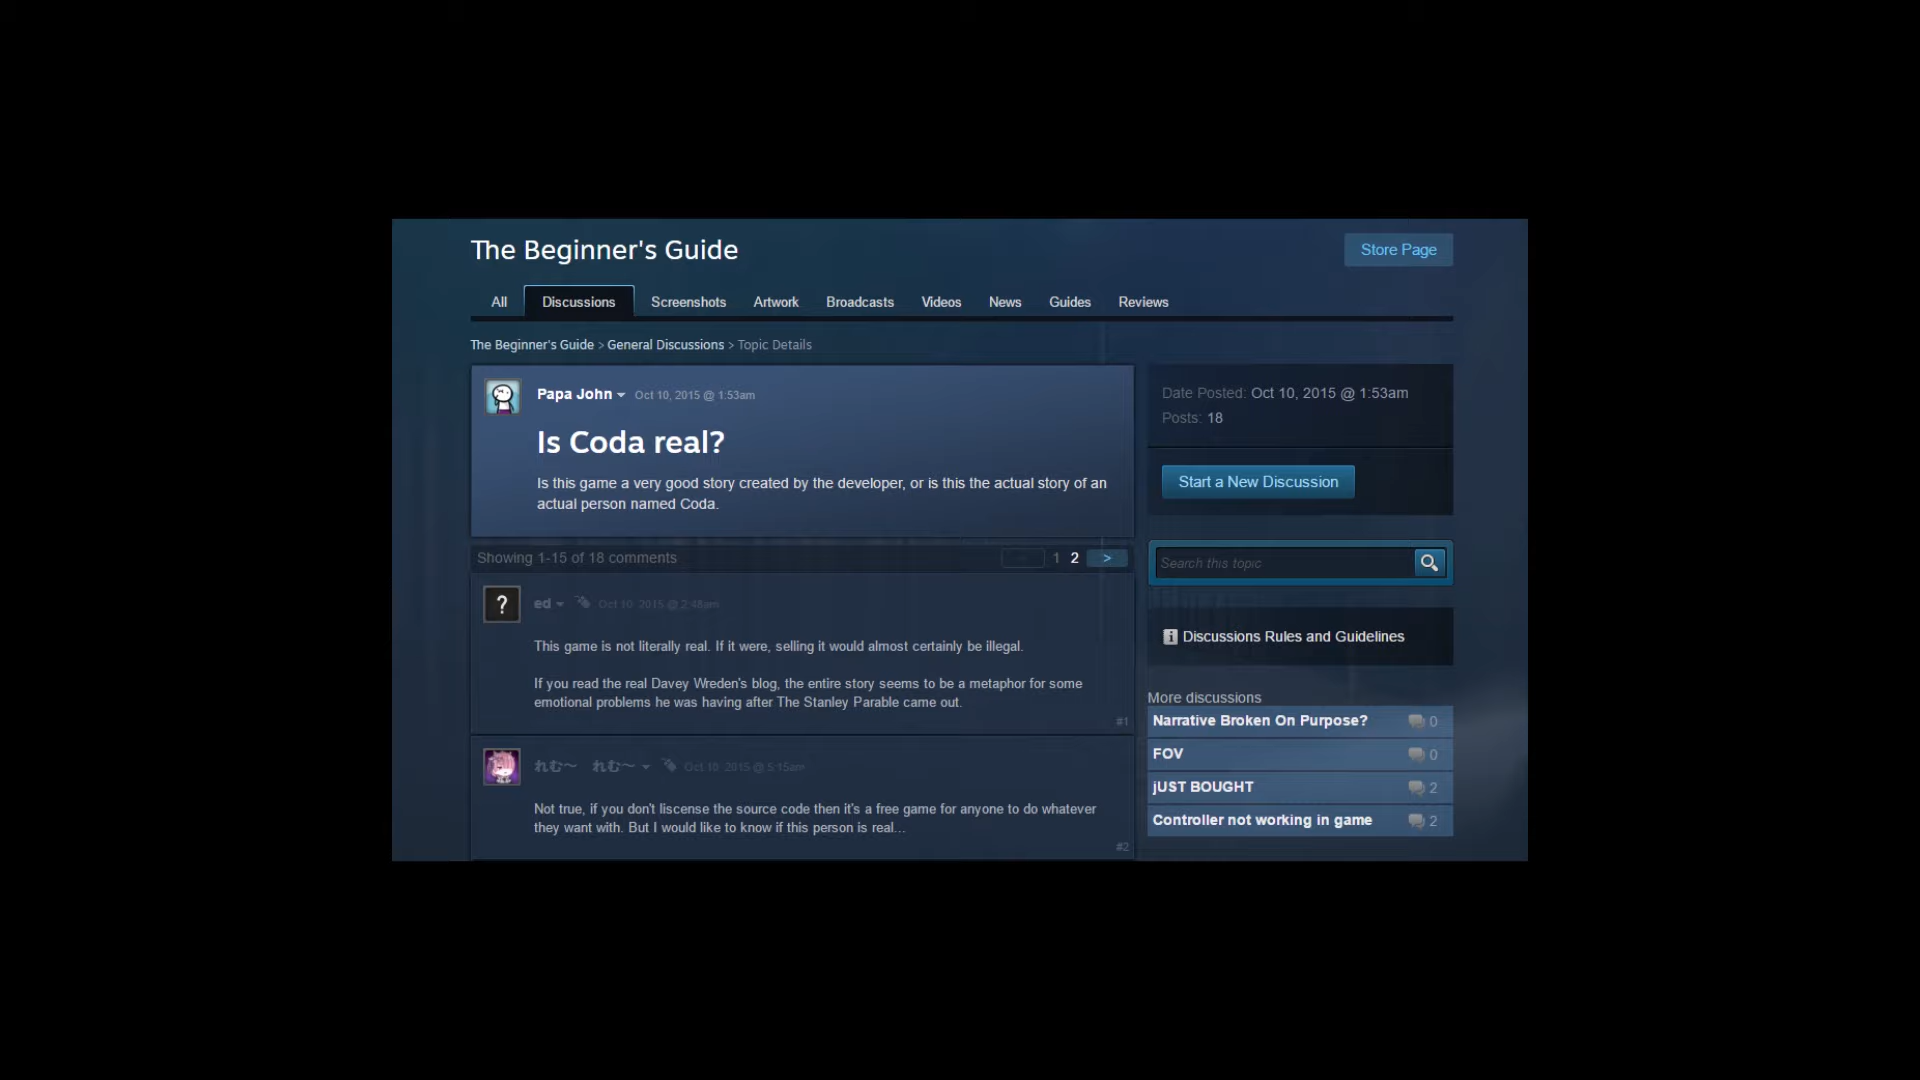 The Beginner's Guide
Store Page
All Discussions Screenshots Artwork Broadcasts Videos News Guides Reviews
The Beginner's Guide > General Discussions > Topic Details
Papa John Oct 10, 2015 @ 1:53am
Is Coda real?
Is this game a very good story created by the developer, or is this the actual story of an
actual person named Coda.
Showing 1-15 of 18 comments
1 2 >
?
ed Oct 10, 2015 @ 2:48am
This game is not literally real. If it were, selling it would almost certainly be illegal.
If you read the real Davey Wreden's blog, the entire story seems to be a metaphor for some
emotional problems he was having after The Stanley Parable came out.
#1
れむ～ れむ～ Oct 10, 2015 @ 5:15am
Not true, if you don't liscense the source code then it's a free game for anyone to do whatever
they want with. But I would like to know if this person is real...
#2
Date Posted: Oct 10, 2015 @ 1:53am
Posts: 18
Start a New Discussion
Search this topic
Discussions Rules and Guidelines
More discussions
Narrative Broken On Purpose? 0
FOV 0
jUST BOUGHT 2
Controller not working in game 2